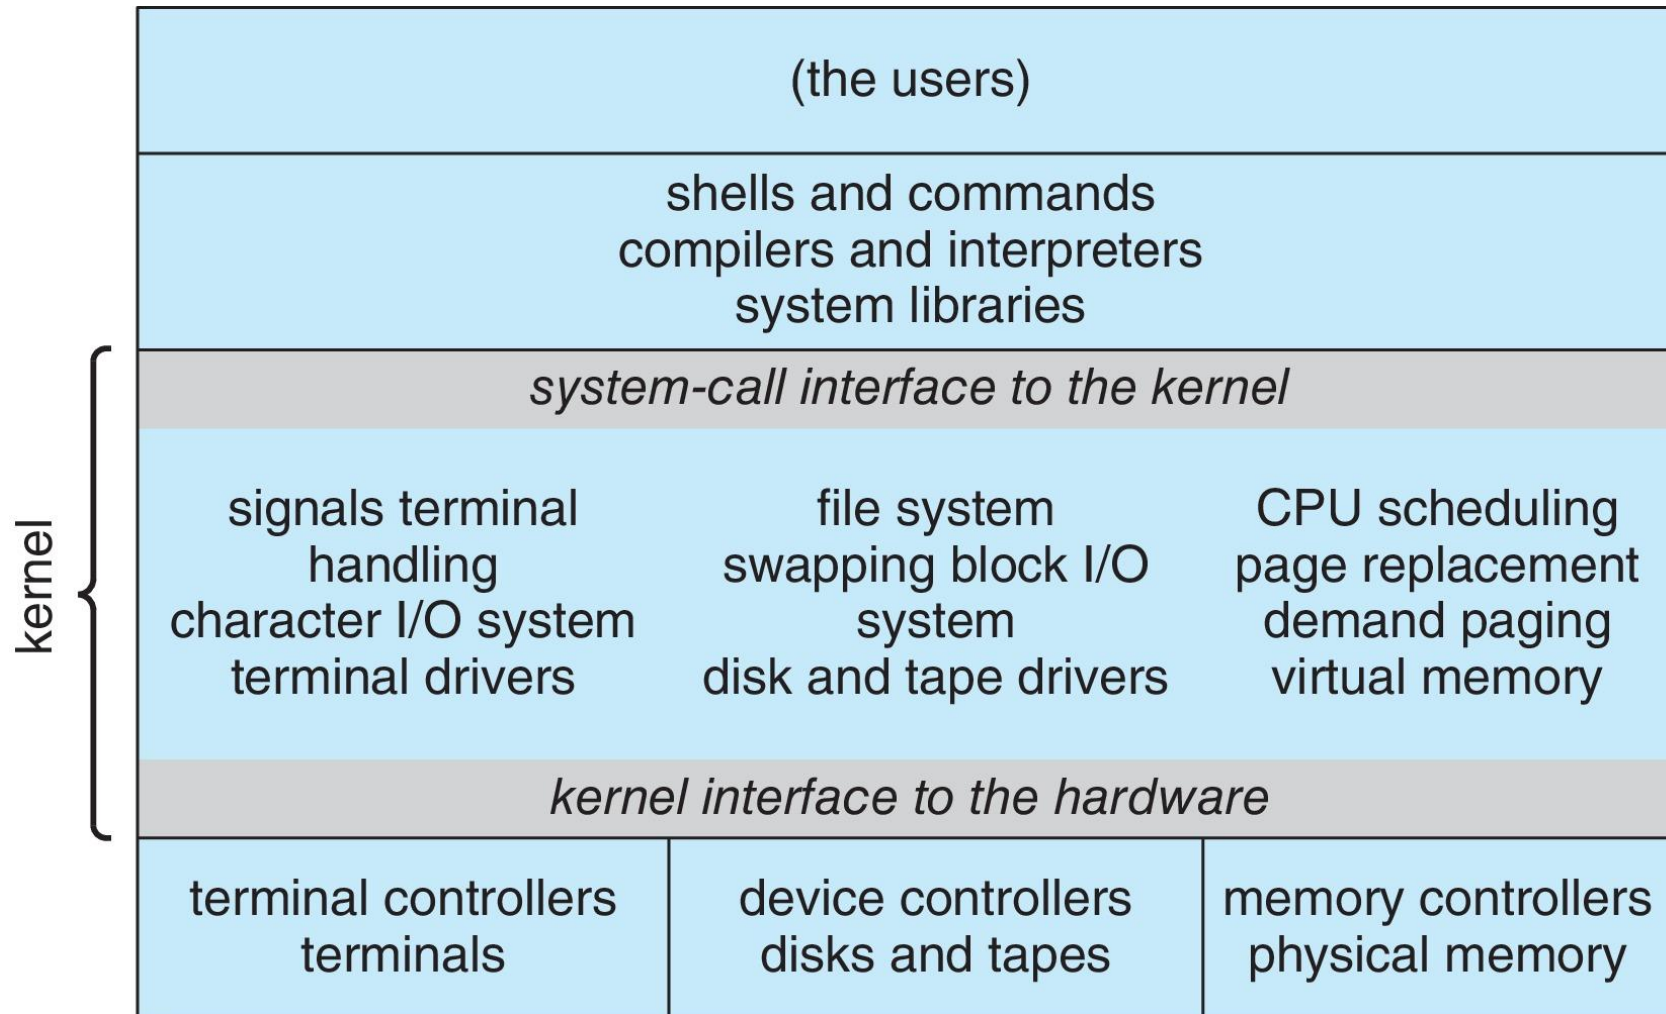 (the users)
shells and commands
compilers and interpreters
system libraries
kernel
system-call interface to the kernel
signals terminal
handling
character I/O system
terminal drivers
file system
swapping block I/O
system
disk and tape drivers
CPU scheduling
page replacement
demand paging
virtual memory
kernel interface to the hardware
terminal controllers
terminals
device controllers
disks and tapes
memory controllers
physical memory